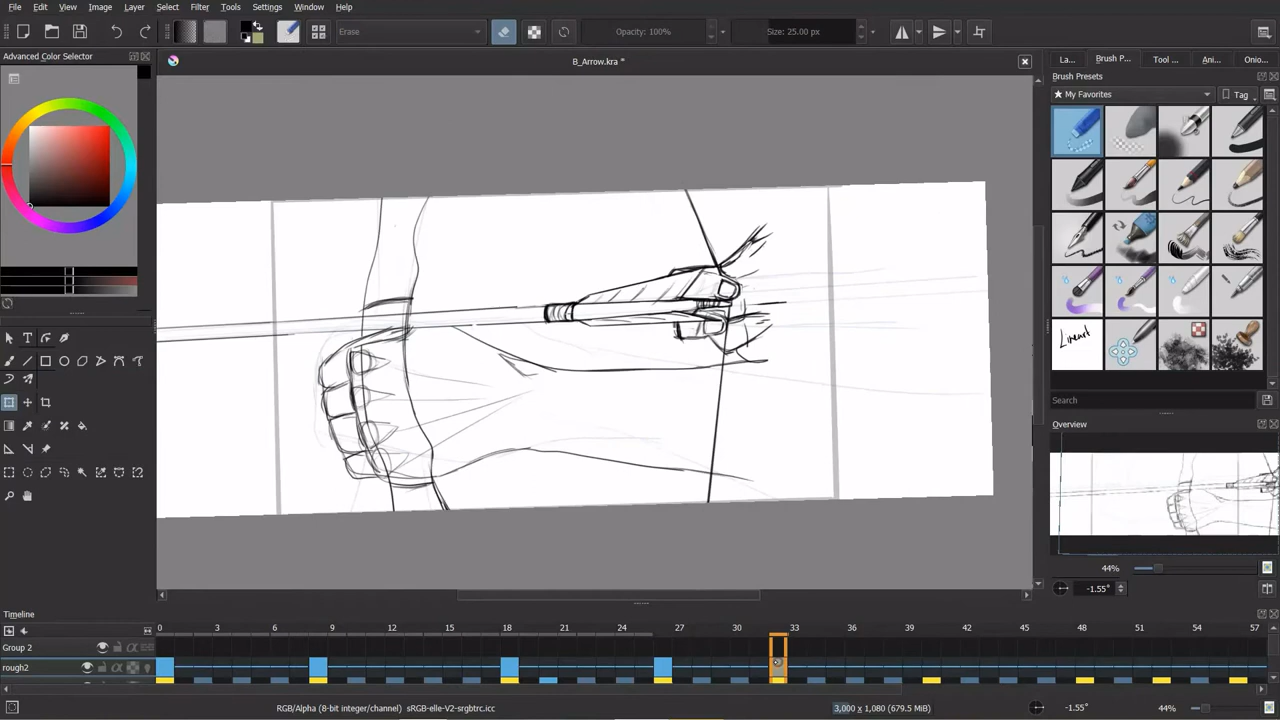 File Edit View Image Layer Select Filter Tools Settings Window Help
Erase Opacity: 100% Size: 25.00 px
Advanced Color Selector
B_Arrow.kra *
La... Brush P... Tool ... Ani... Onio...
Brush Presets
My Favorites Tag
Lineart
Search
Overview
44%
-1.55°
Timeline
0 3 6 9 12 15 18 21 24 27 30 33 36 39 42 45 48 51 54 57
Group 2
rough2
RGB/Alpha (8-bit integer/channel) sRGB-elle-V2-srgbtrc.icc 3,000 x 1,080 (679.5 MiB) -1.55° 44%